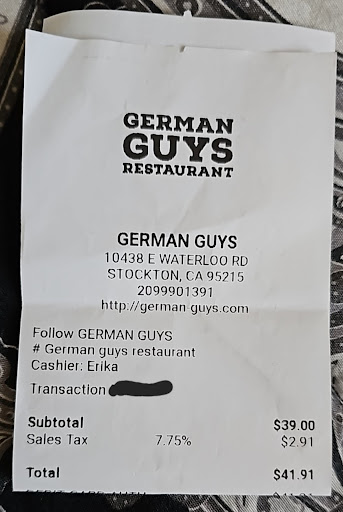 GERMAN
GUYS
RESTAURANT
GERMAN GUYS
10438 E WATERLOO RD
STOCKTON, CA 95215
2099901391
http://german guys.com
Follow GERMAN GUYS
# German guys restaurant
Cashier: Erika
Transaction
Subtotal $39.00
Sales Tax 7.75% $2.91
Total $41.91